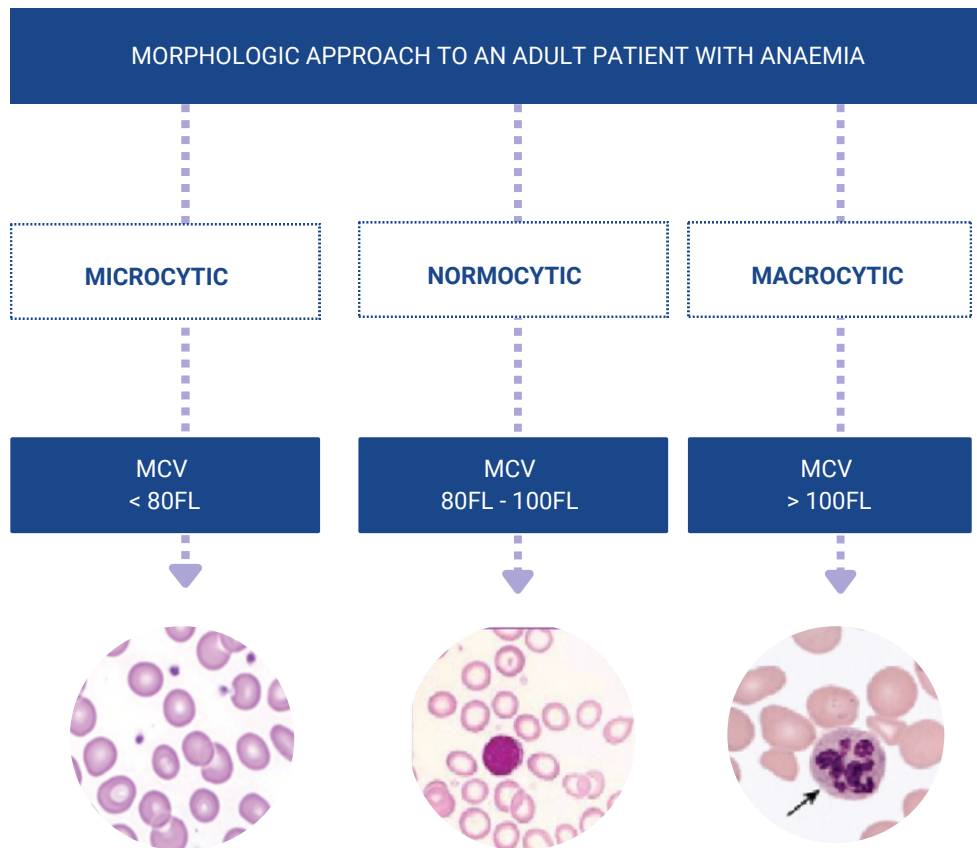 MORPHOLOGIC APPROACH TO AN ADULT PATIENT WITH ANAEMIA
MICROCYTIC
NORMOCYTIC
MACROCYTIC
MCV
< 80FL
MCV
80FL - 100FL
MCV
> 100FL